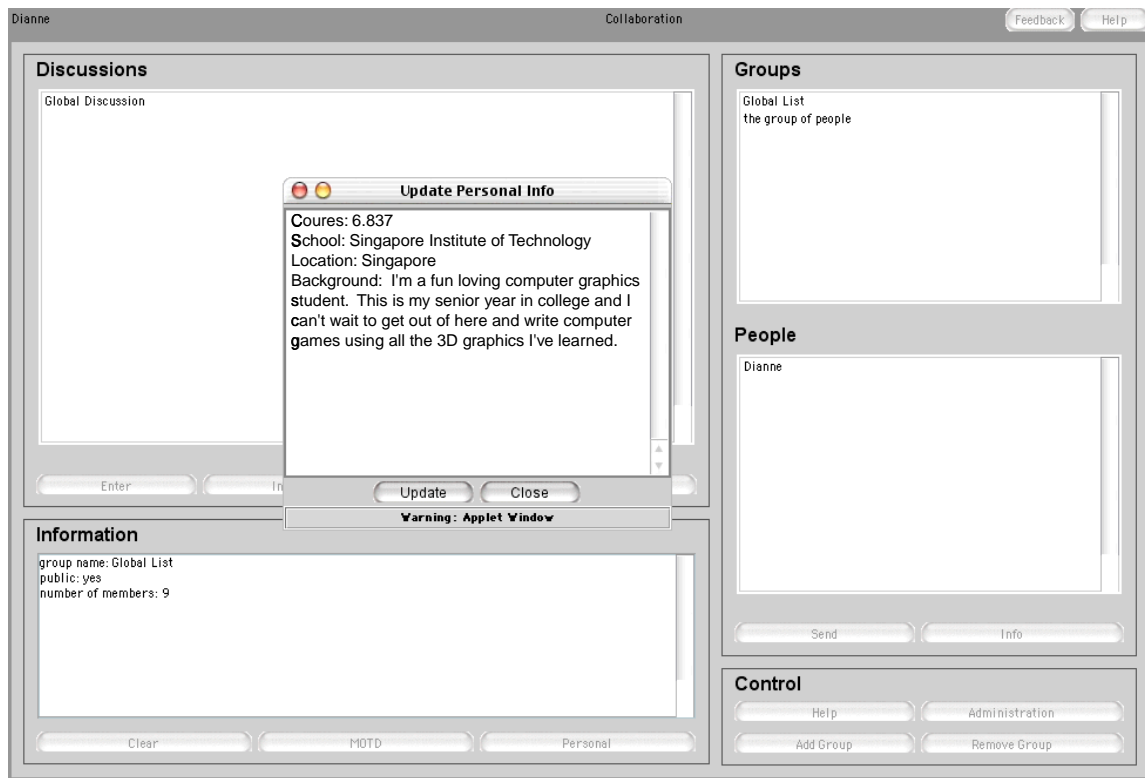 Dianne
Collaboration
Feedback
Help
Discussions
Global Discussion
Enter
In
Update Personal Info
Coures: 6.837
School: Singapore Institute of Technology
Location: Singapore
Background: I'm a fun loving computer graphics
student. This is my senior year in college and I
can't wait to get out of here and write computer
games using all the 3D graphics I've learned.
Update
Close
Warning: Applet Window
Groups
Global List
the group of people
People
Dianne
Send
Info
Information
group name: Global List
public: yes
number of members: 9
Clear
MOTD
Personal
Control
Help
Administration
Add Group
Remove Group